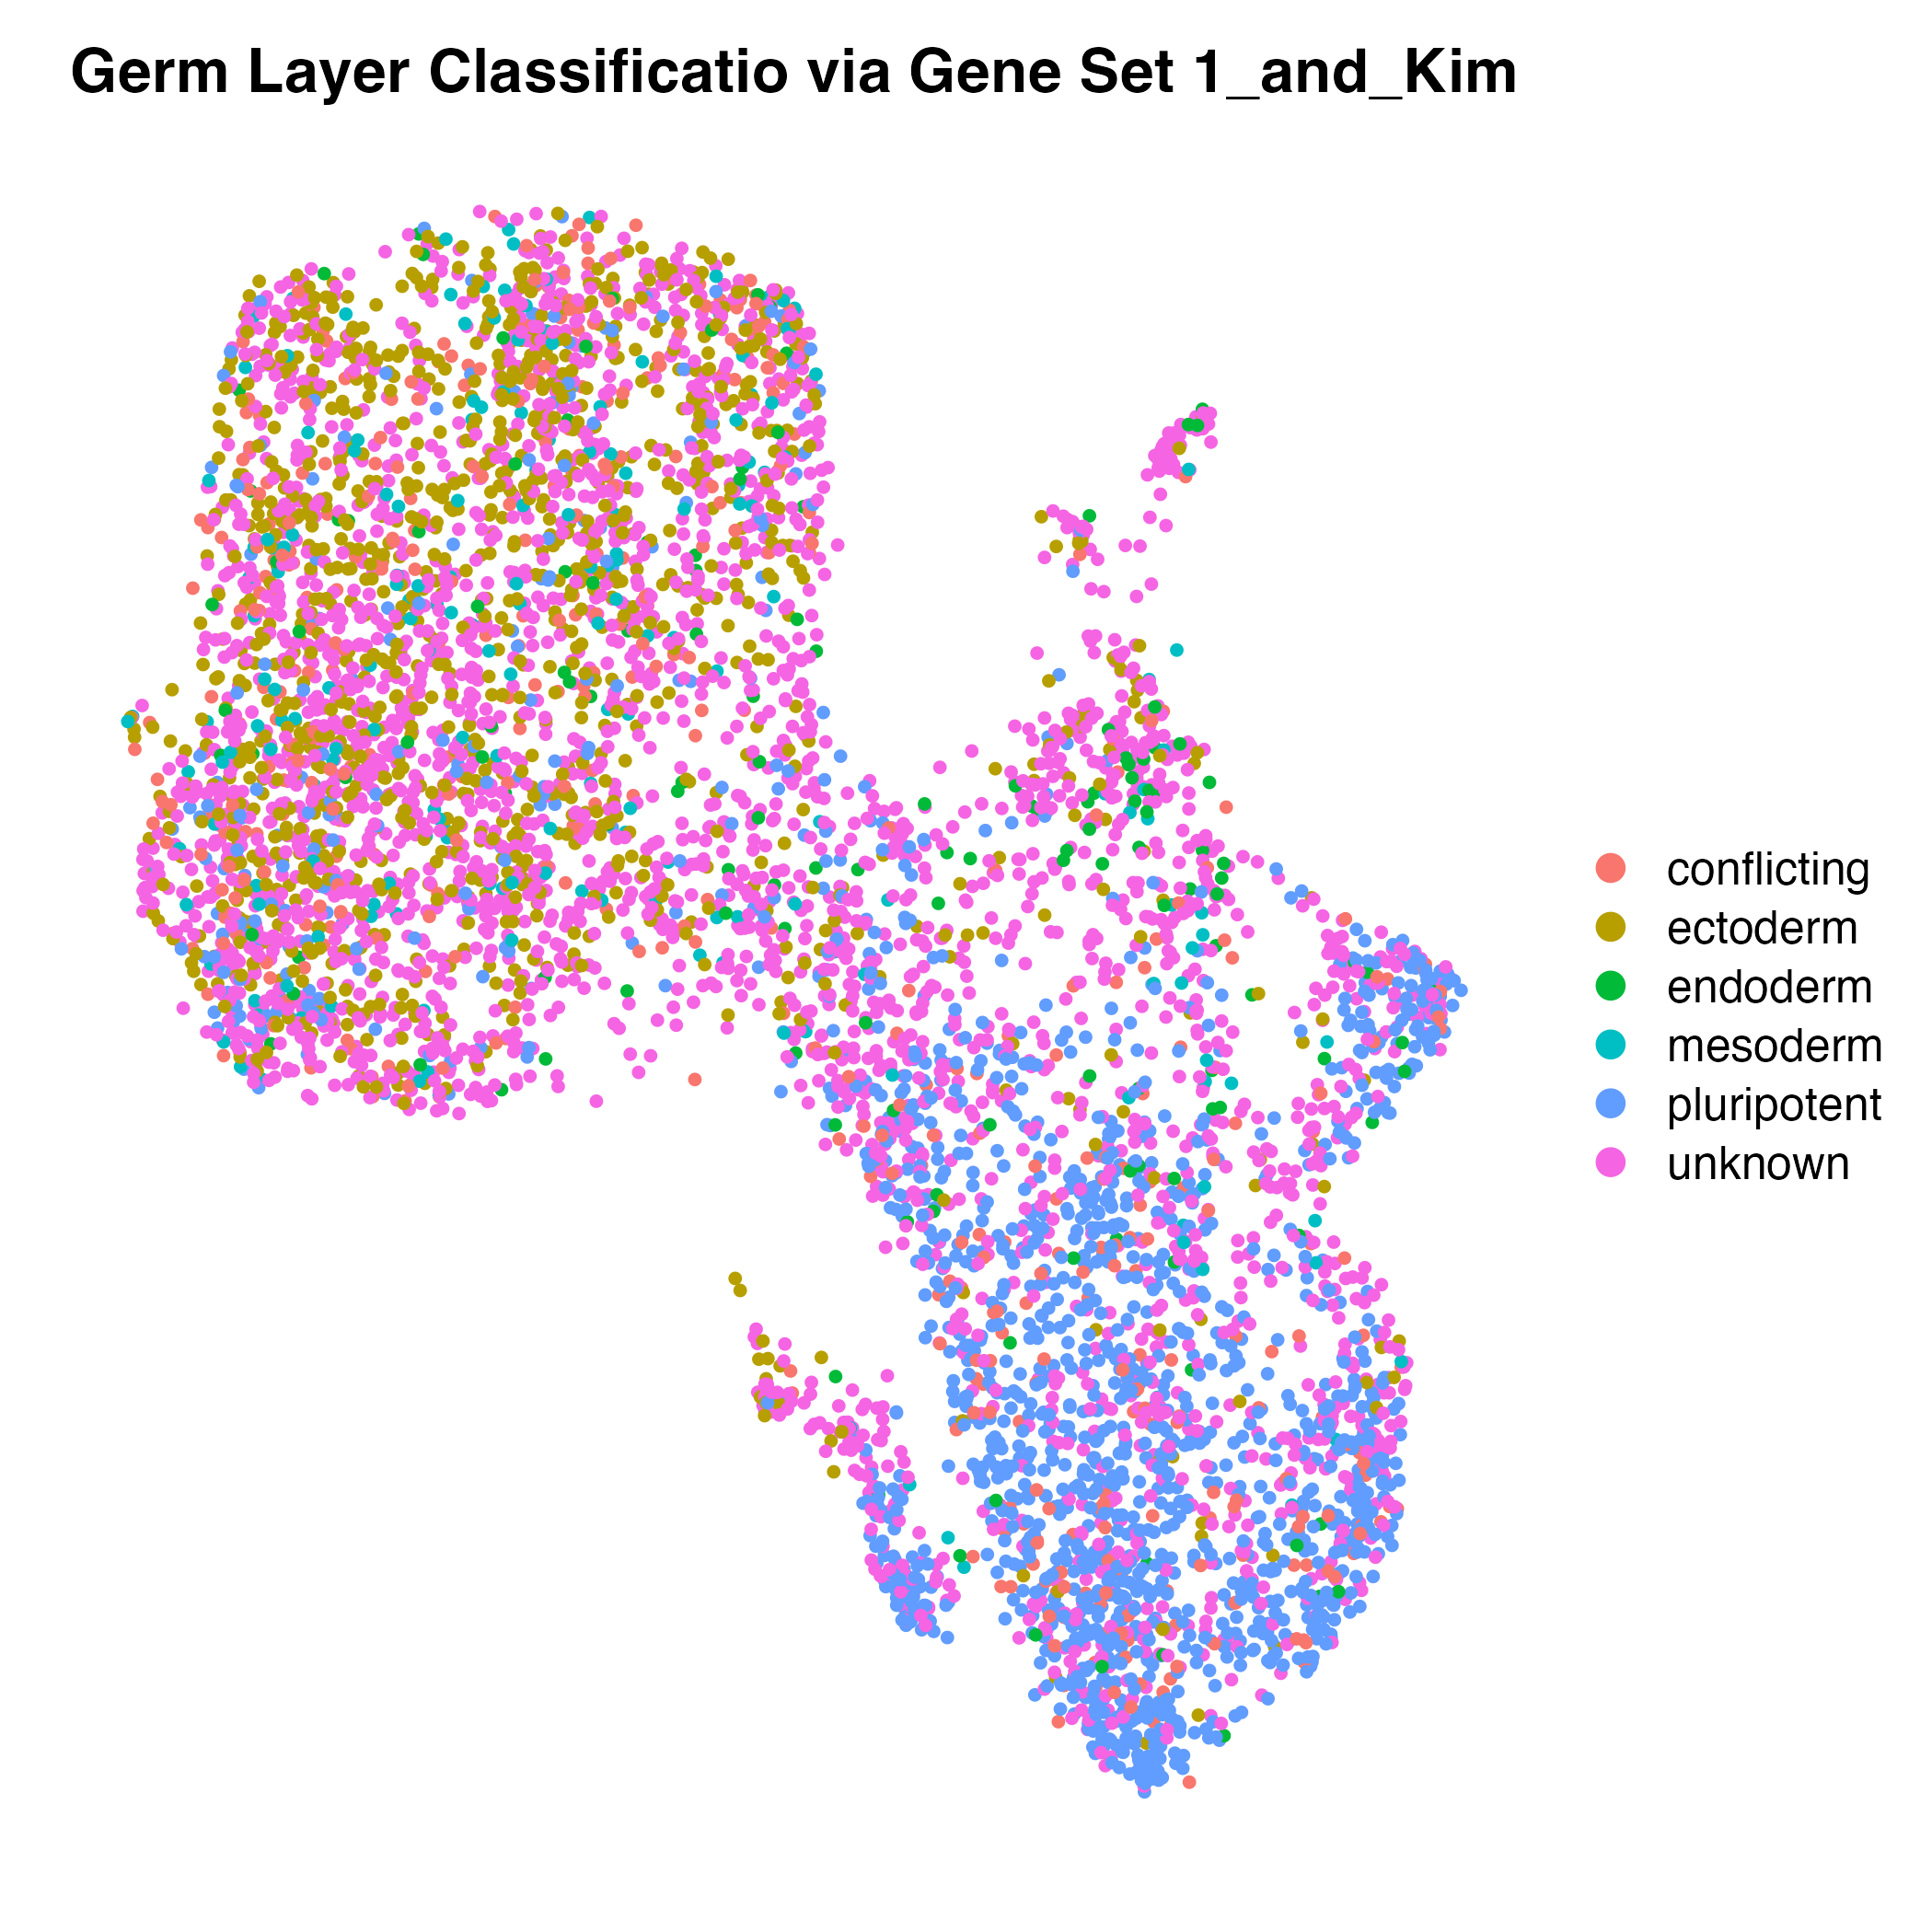 Germ Layer Classificatio via Gene Set 1_and_Kim
conflicting
ectoderm
endoderm
mesoderm
pluripotent
unknown